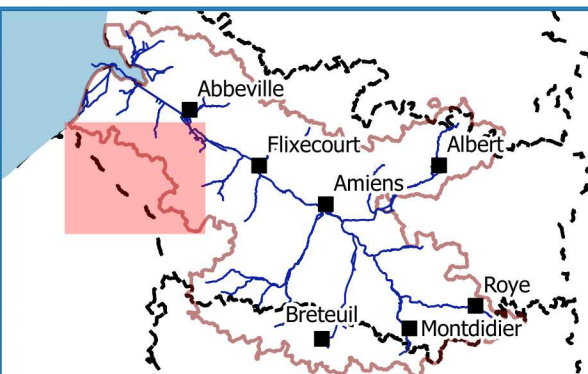 Abbeville
Flixecourt
Albert
Amiens
Roye
Breteuil
Montdidier